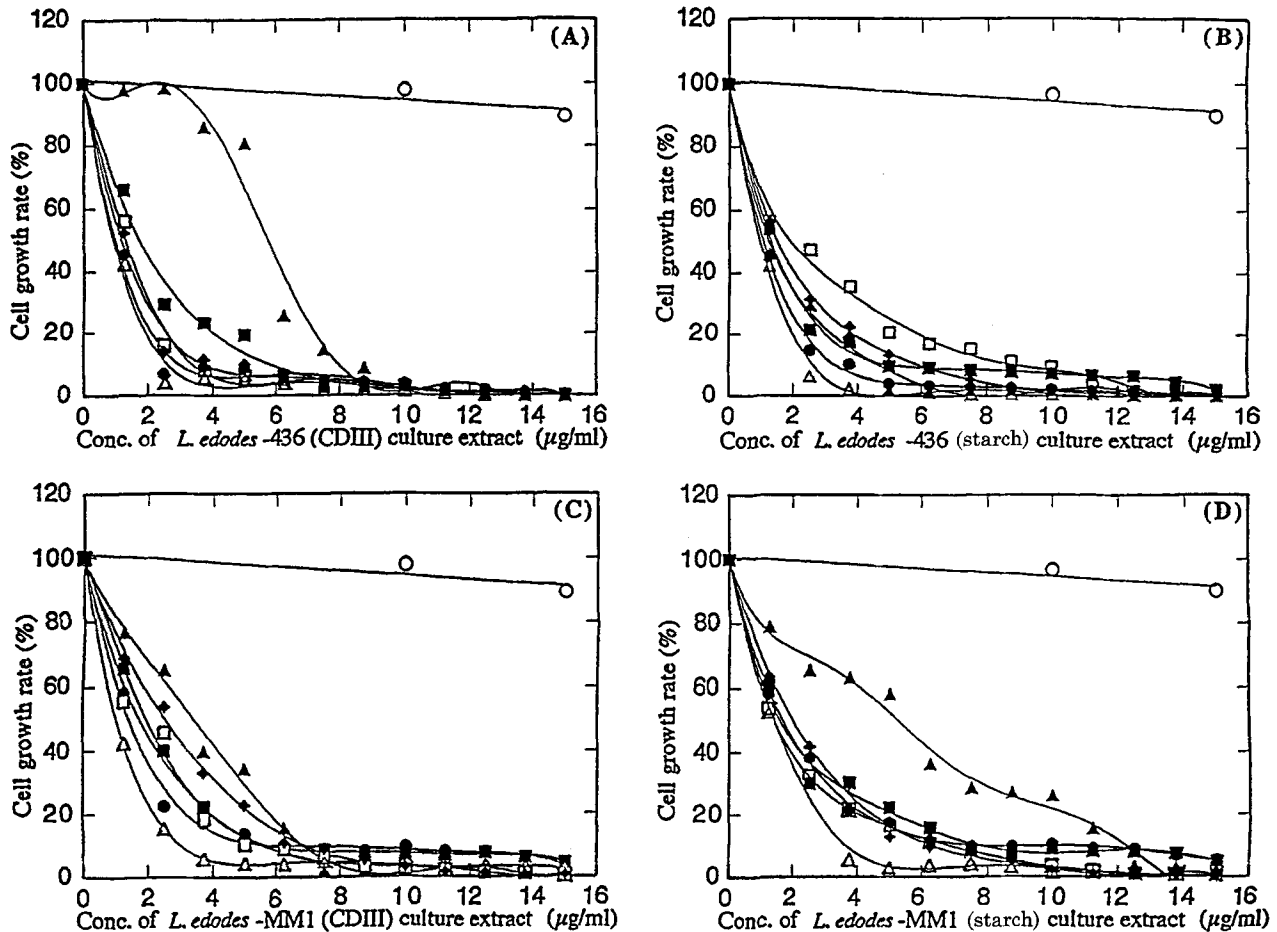 (A)
120
100
80
60
40
20
0
Cell growth rate (%)
0 2 4 6 8 10 12 14 16
Conc. of L. edodes -436 (CDIII) culture extract (µg/ml)
(B)
120
100
80
60
40
20
0
Cell growth rate (%)
0 2 4 6 8 10 12 14 16
Conc. of L. edodes -436 (starch) culture extract (µg/ml)
(C)
120
100
80
60
40
20
0
Cell growth rate (%)
0 2 4 6 8 10 12 14 16
Conc. of L. edodes -MM1 (CDIII) culture extract (µg/ml)
(D)
120
100
80
60
40
20
0
Cell growth rate (%)
0 2 4 6 8 10 12 14 16
Conc. of L. edodes -MM1 (starch) culture extract (µg/ml)